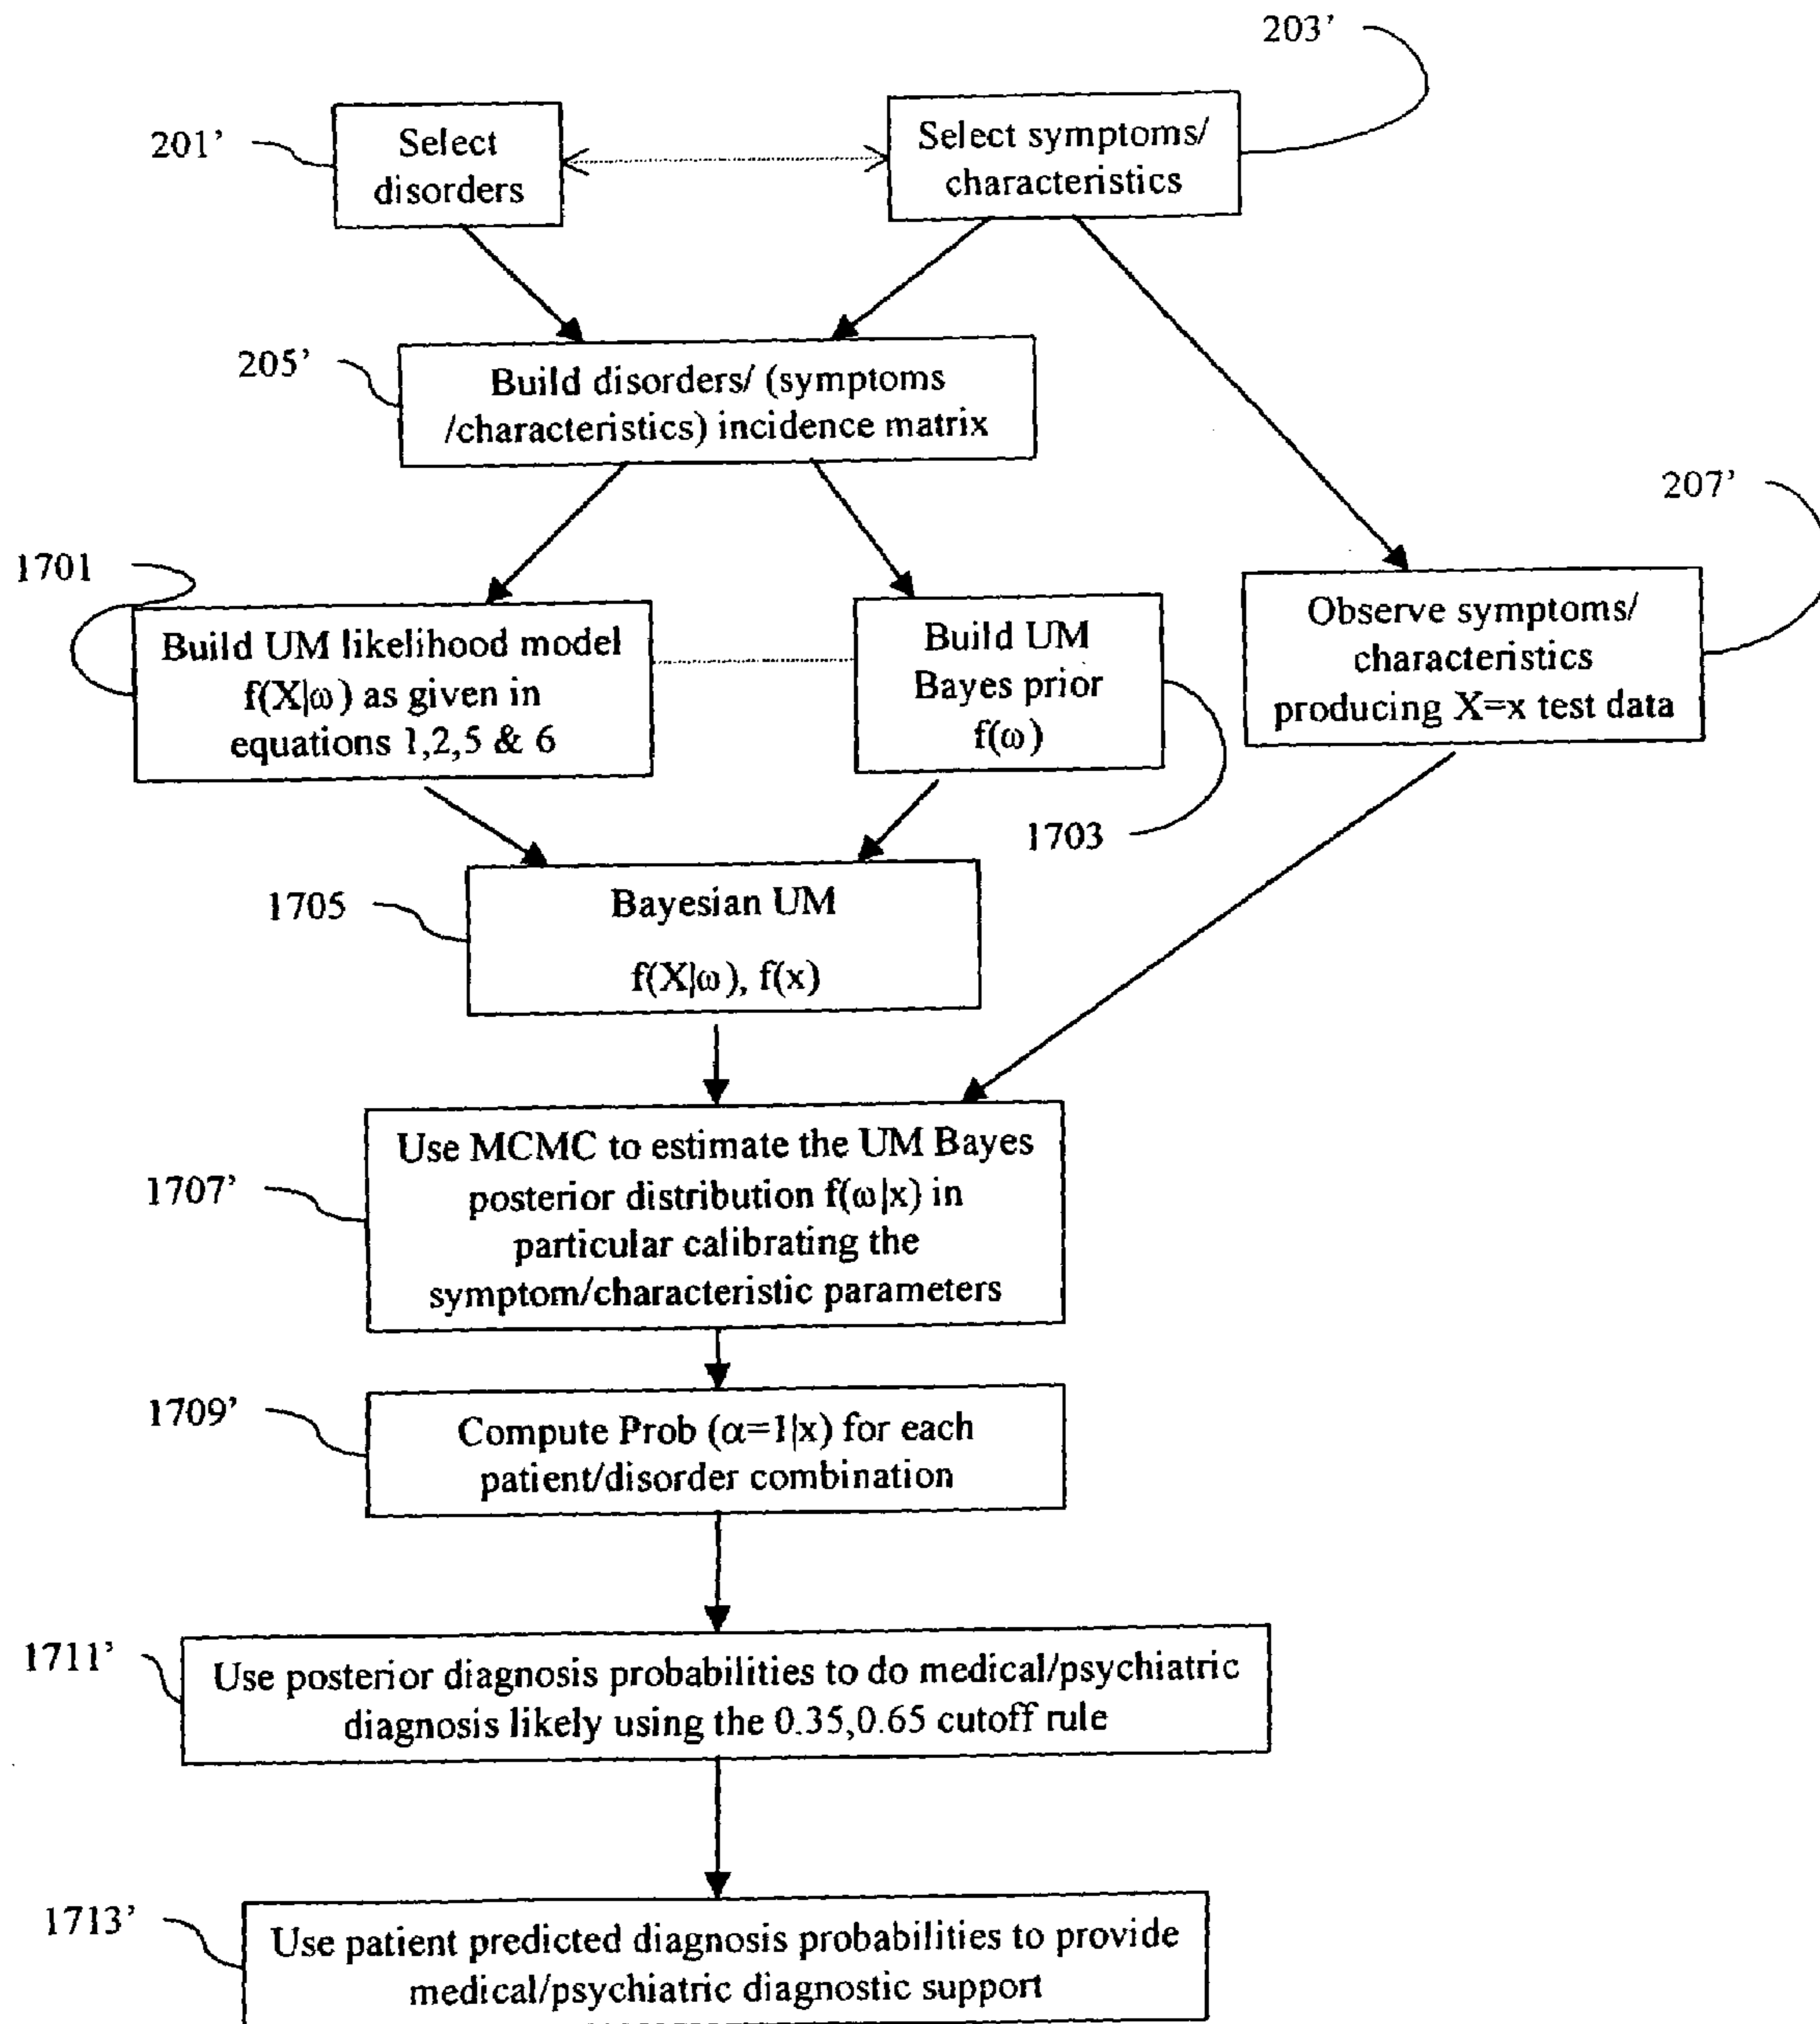 203’
201’
Select
disorders
Select symptoms/
characteristics
205’
Build disorders/ (symptoms
/characteristics) incidence matrix
207’
1701
Build UM likelihood model
f(X|ω) as given in
equations 1,2,5 & 6
Build UM
Bayes prior
f(ω)
Observe symptoms/
characteristics
producing X=x test data
1703
1705
Bayesian UM
f(X|ω), f(x)
1707’
Use MCMC to estimate the UM Bayes
posterior distribution f(ω|x) in
particular calibrating the
symptom/characteristic parameters
1709’
Compute Prob (α=1|x) for each
patient/disorder combination
1711’
Use posterior diagnosis probabilities to do medical/psychiatric
diagnosis likely using the 0.35,0.65 cutoff rule
1713’
Use patient predicted diagnosis probabilities to provide
medical/psychiatric diagnostic support